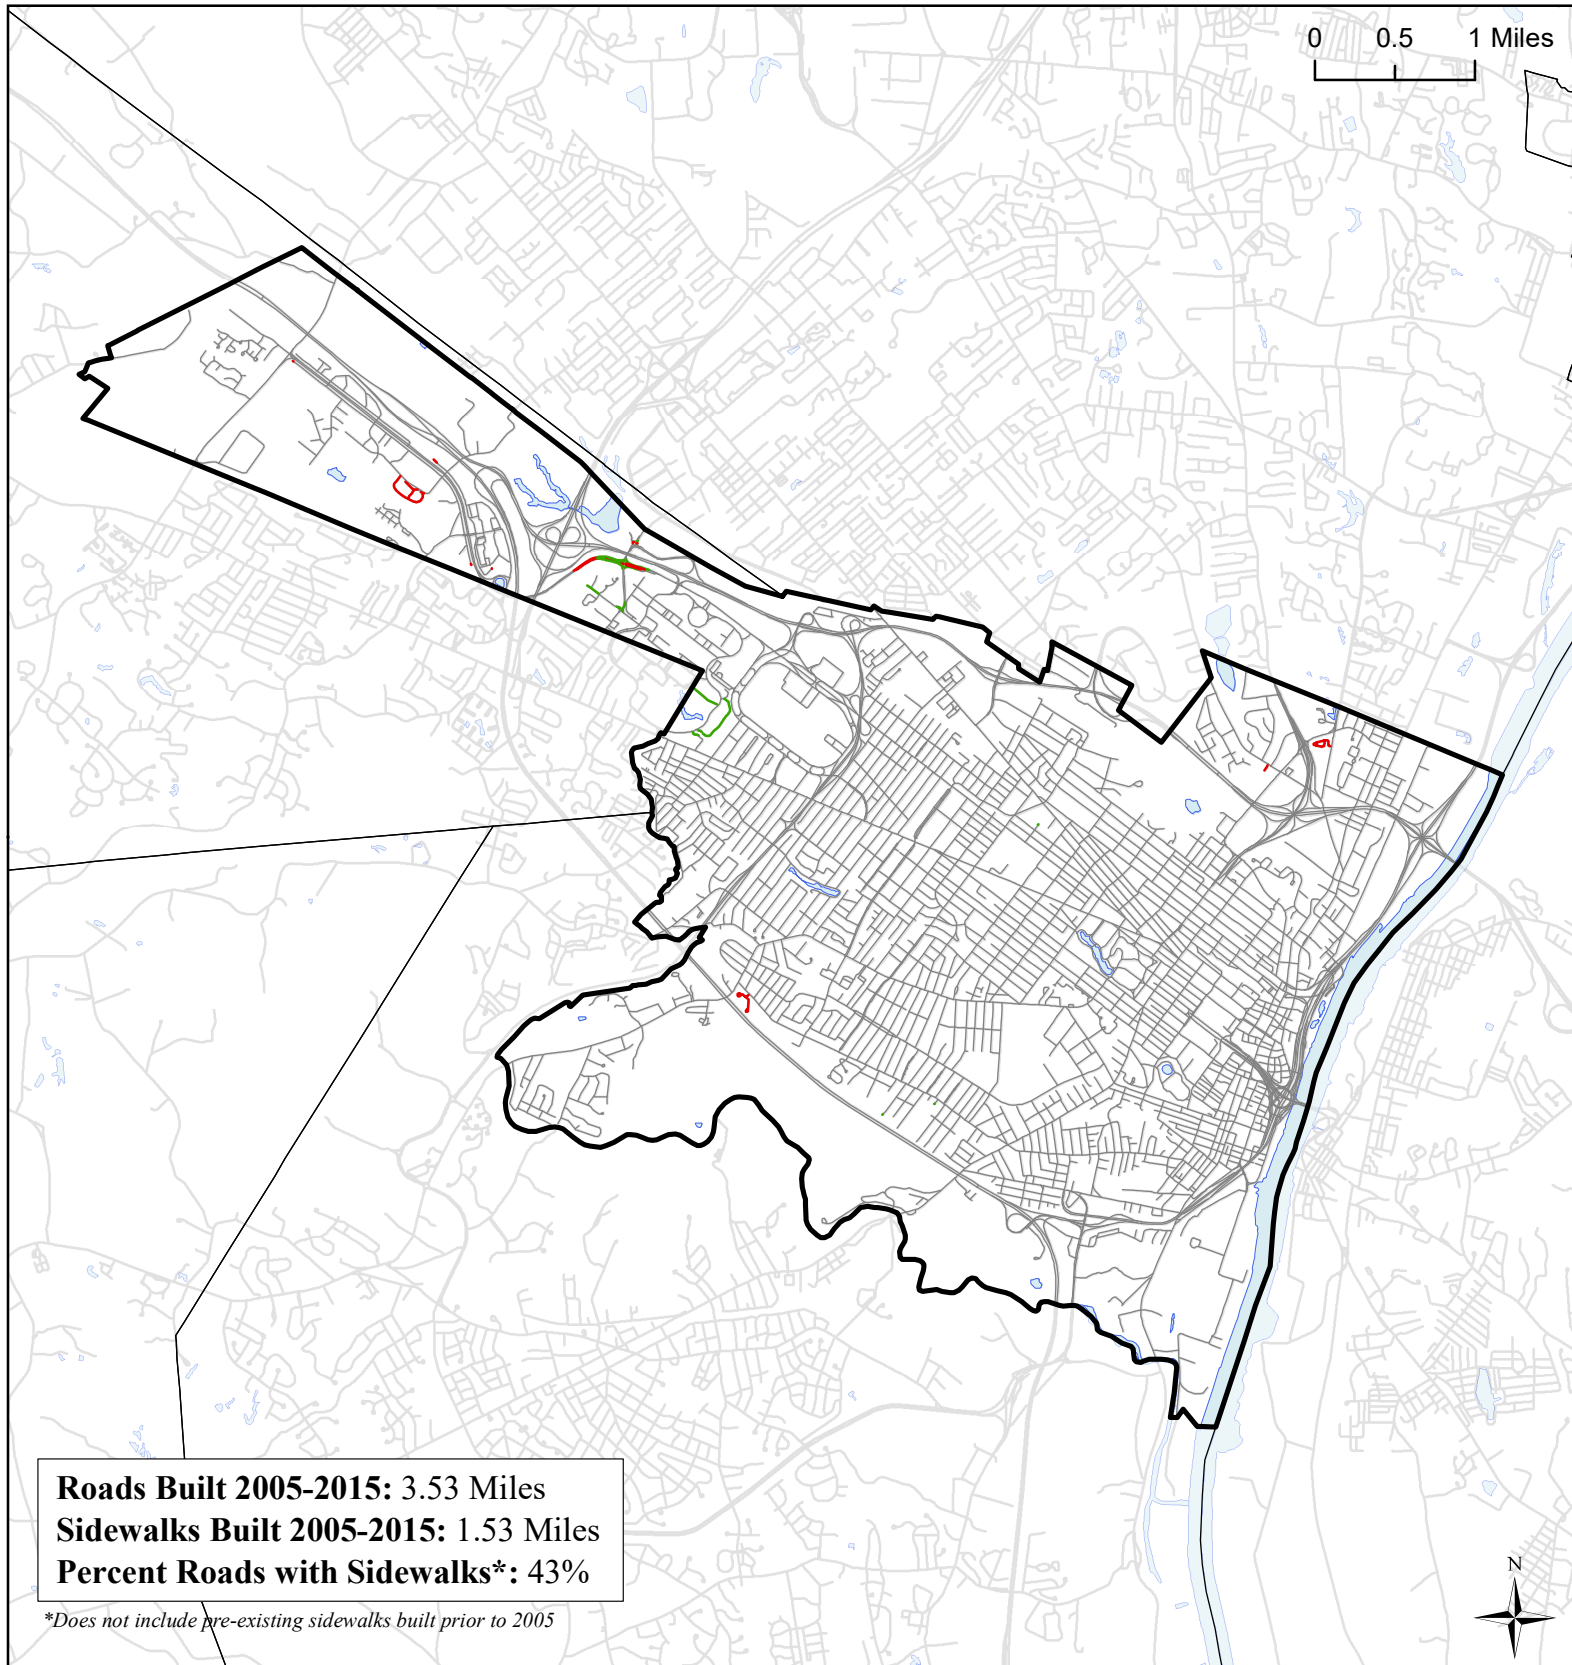 0 0.5 1 Miles
Roads Built 2005-2015: 3.53 Miles
Sidewalks Built 2005-2015: 1.53 Miles
Percent Roads with Sidewalks*: 43%
*Does not include pre-existing sidewalks built prior to 2005
N